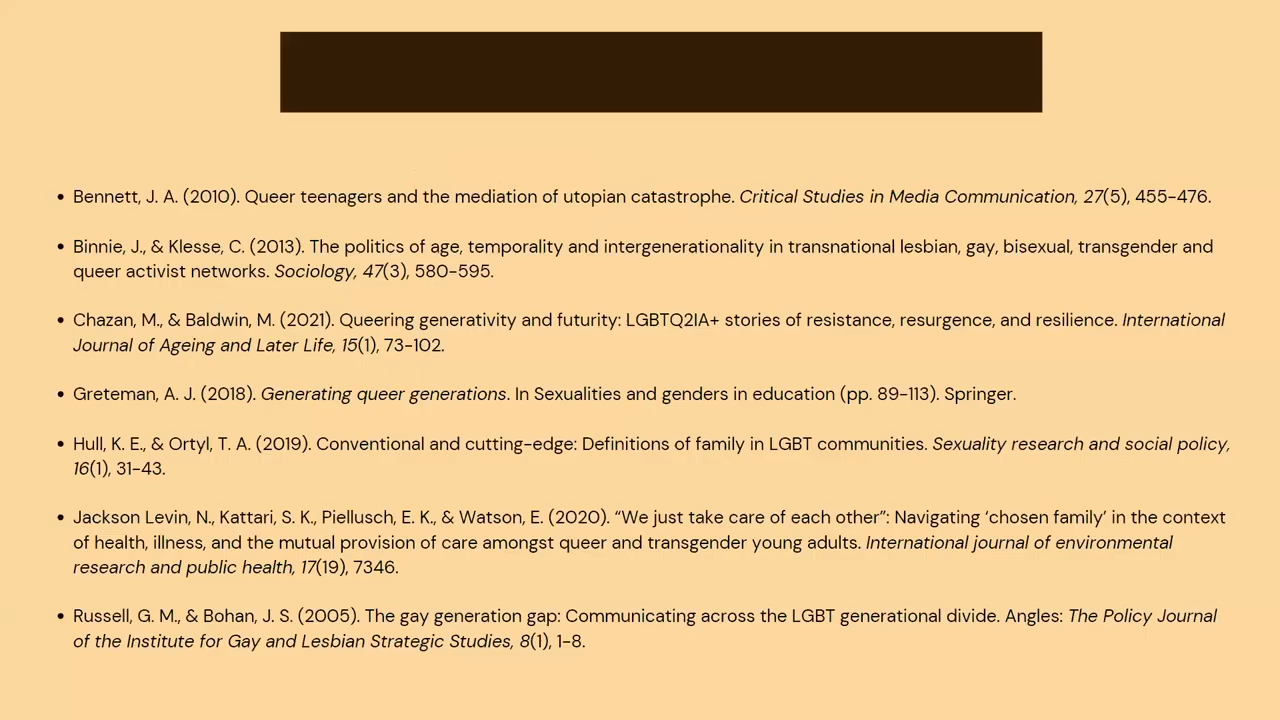 • Bennett, J. A. (2010). Queer teenagers and the mediation of utopian catastrophe. Critical Studies in Media Communication, 27(5), 455-476.
• Binnie, J., & Klesse, C. (2013). The politics of age, temporality and intergenerationality in transnational lesbian, gay, bisexual, transgender and
queer activist networks. Sociology, 47(3), 580-595.
• Chazan, M., & Baldwin, M. (2021). Queering generativity and futurity: LGBTQ2IA+ stories of resistance, resurgence, and resilience. International
Journal of Ageing and Later Life, 15(1), 73-102.
• Greteman, A. J. (2018). Generating queer generations. In Sexualities and genders in education (pp. 89-113). Springer.
• Hull, K. E., & Ortyl, T. A. (2019). Conventional and cutting-edge: Definitions of family in LGBT communities. Sexuality research and social policy,
16(1), 31-43.
• Jackson Levin, N., Kattari, S. K., Piellusch, E. K., & Watson, E. (2020). “We just take care of each other”: Navigating ‘chosen family’ in the context
of health, illness, and the mutual provision of care amongst queer and transgender young adults. International journal of environmental
research and public health, 17(19), 7346.
• Russell, G. M., & Bohan, J. S. (2005). The gay generation gap: Communicating across the LGBT generational divide. Angles: The Policy Journal
of the Institute for Gay and Lesbian Strategic Studies, 8(1), 1-8.